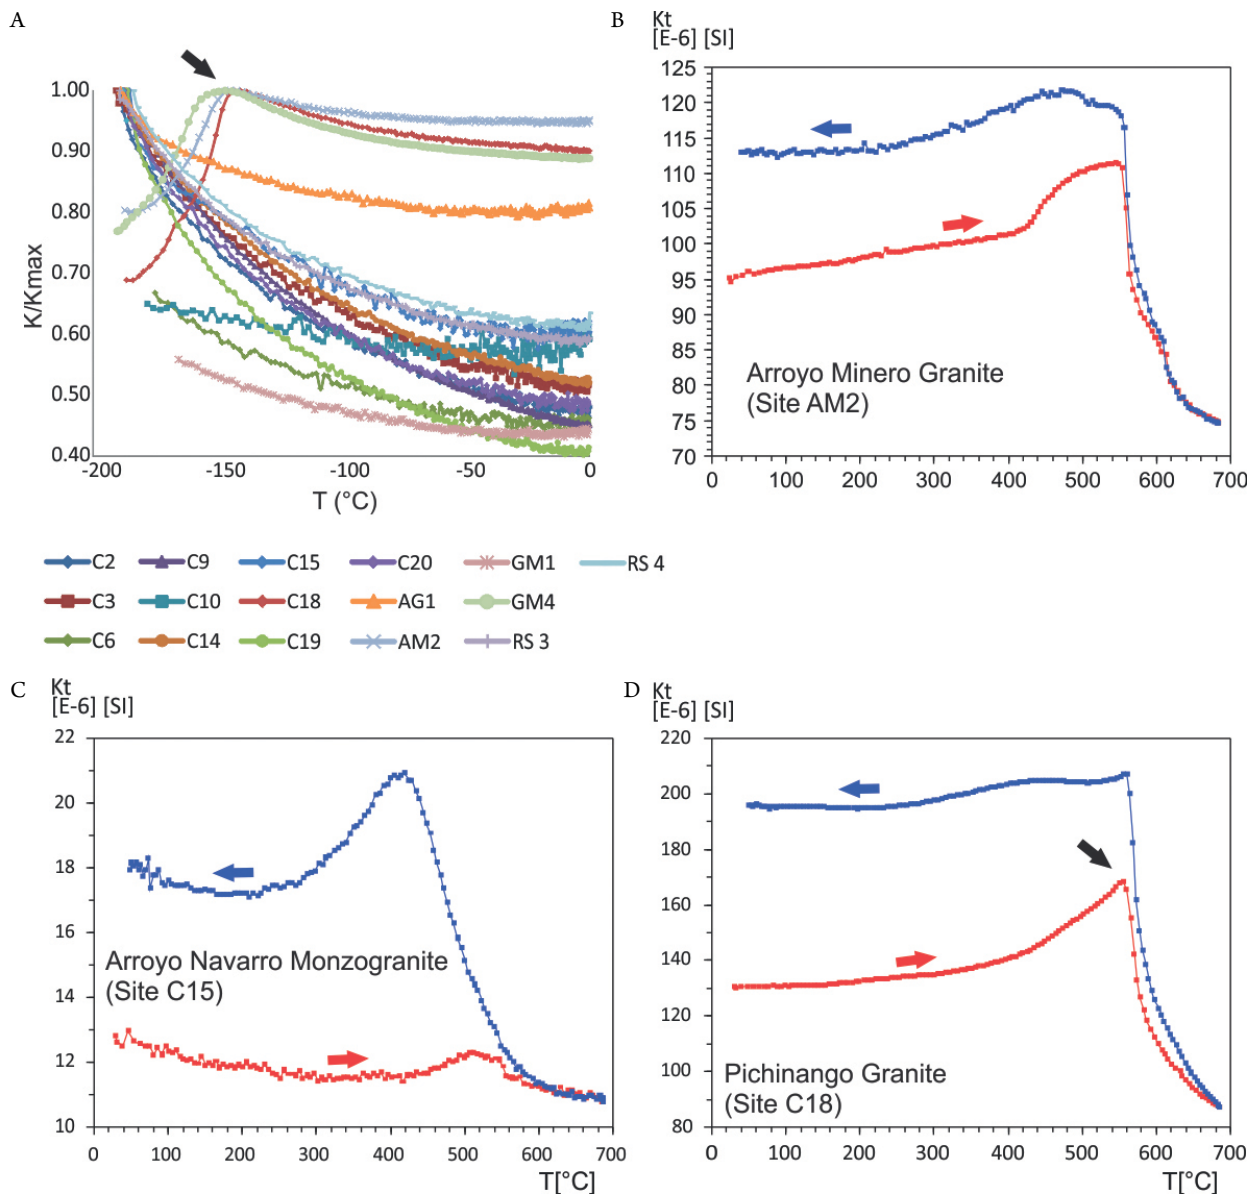 A
1.00
0.90
0.80
0.70
0.60
0.50
0.40
K/Kmax
-200
-150
-100
-50
0
T (°C)
C2
C9
C15
C20
GM1
RS 4
C3
C10
C18
AG1
GM4
C6
C14
C19
AM2
RS 3
B
Kt
[E-6] [SI]
125
120
115
110
105
100
95
90
85
80
75
70
Arroyo Minero Granite
(Site AM2)
0
100
200
300
400
500
600
700
C
Kt
[E-6] [SI]
22
20
18
16
14
12
10
Arroyo Navarro Monzogranite
(Site C15)
0
100
200
300
400
500
600
700
T[°C]
D
Kt
[E-6] [SI]
220
200
180
160
140
120
100
80
Pichinango Granite
(Site C18)
0
100
200
300
400
500
600
700
T[°C]